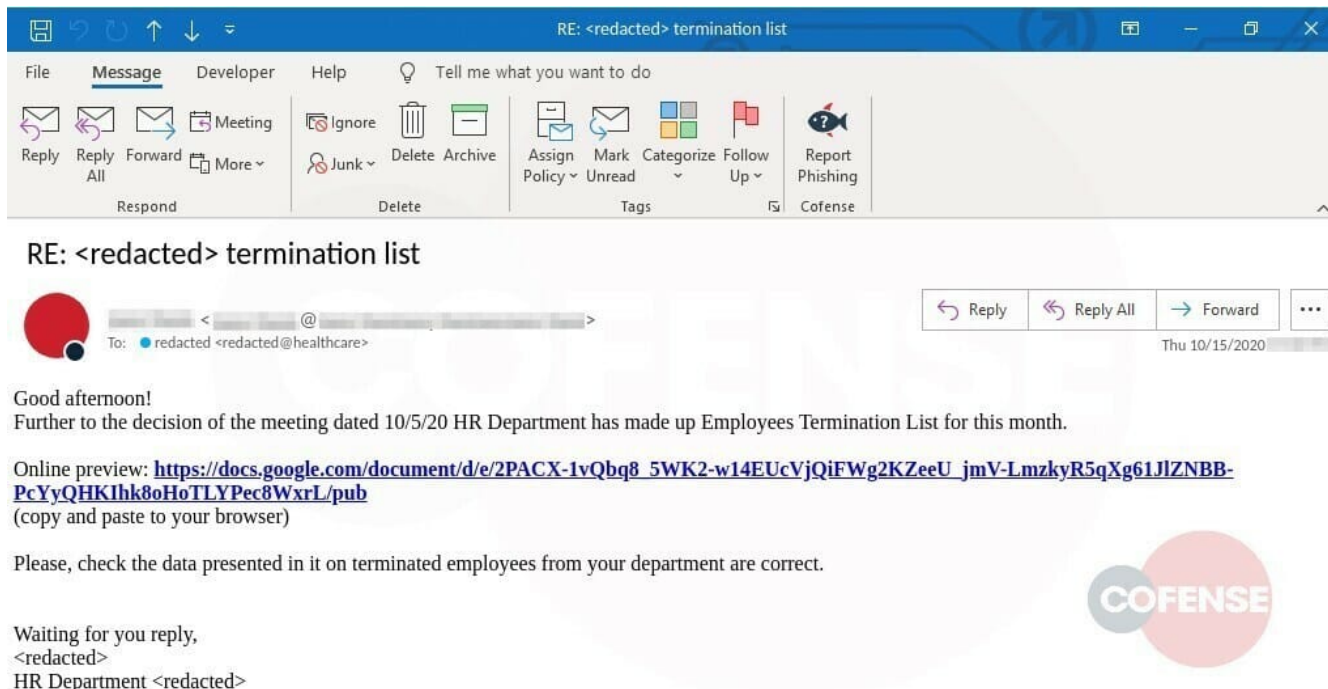 RE: <redacted> termination list
File Message Developer Help Tell me what you want to do
Reply
Reply All
Forward
Meeting
More
Respond
Ignore
Junk
Delete
Archive
Delete
Assign Policy
Mark Unread
Categorize
Follow Up
Tags
Report Phishing
Cofense
RE: <redacted> termination list
< @ >
To: redacted <redacted@healthcare>
Reply Reply All Forward ...
Thu 10/15/2020
COFENSE
Good afternoon!
Further to the decision of the meeting dated 10/5/20 HR Department has made up Employees Termination List for this month.
Online preview: https://docs.google.com/document/d/e/2PACX-1vQbq8_5WK2-w14EUcVjQiFWg2KZeeU_jmV-LmzkyR5qXg61JlZNBB-
PcYyQHKIhk8oHoTLYPec8WxrL/pub
(copy and paste to your browser)
Please, check the data presented in it on terminated employees from your department are correct.
COFENSE
Waiting for you reply,
<redacted>
HR Department <redacted>